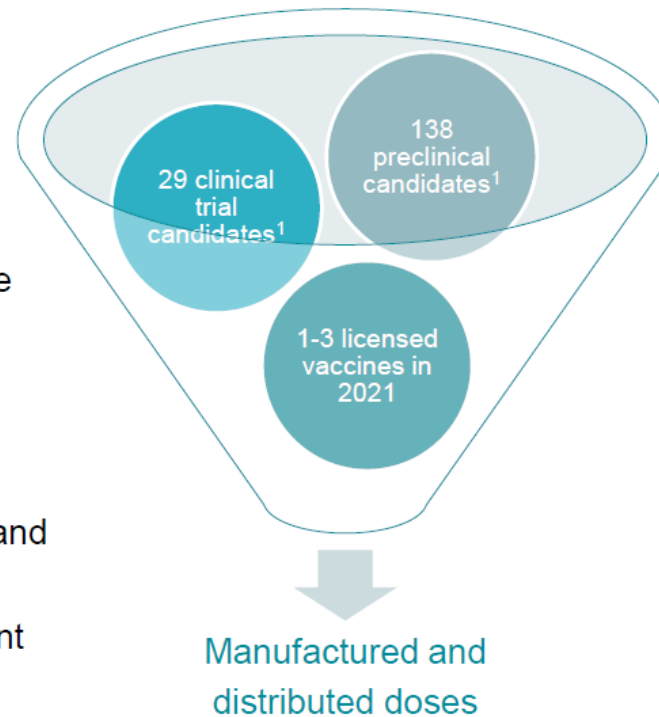 138
preclinical
candidates¹
29 clinical
trial
candidates¹
e
1-3 licensed
vaccines in
2021
and
nt
Manufactured and
distributed doses